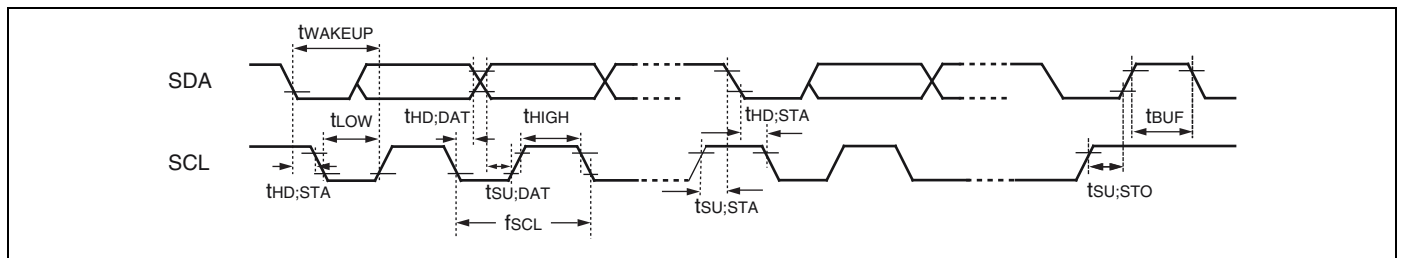 tWAKEUP
SDA
tLOW
tHD;DAT
tHIGH
tHD;STA
tBUF
SCL
tHD;STA
tSU;DAT
tSU;STA
tSU;STO
fSCL